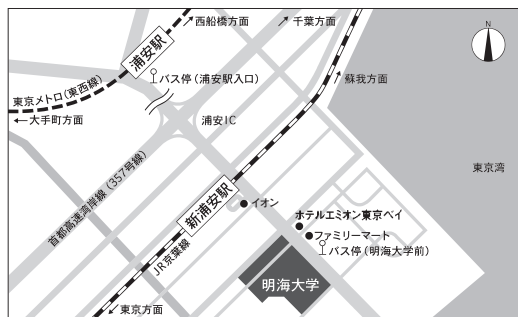 西船橋方面
千葉方面
N
浦安駅
バス停(浦安駅入口)
蘇我方面
東京メトロ(東西線)
←大手町方面
浦安IC
東京湾
首都高速湾岸線(357号線)
新浦安駅
イオン
ホテルエミオン東京ベイ
ファミリーマート
バス停(明海大学前)
JR京葉線
明海大学
東京方面